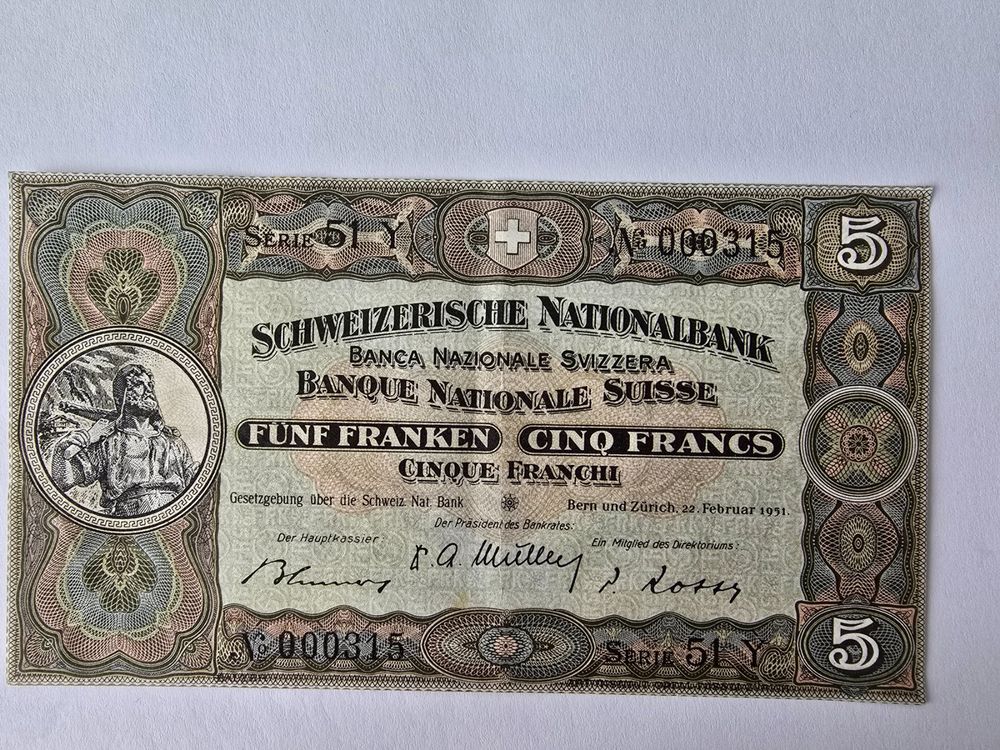 SERIE 51 Y
No 000315
5
SCHWEIZERISCHE NATIONALBANK
BANCA NAZIONALE SVIZZERA
BANQUE NATIONALE SUISSE
FÜNF FRANKEN CINQ FRANCS
CINQUE FRANCHI
Gesetzgebung über die Schweiz. Nat. Bank
Bern und Zürich, 22. Februar 1951.
Der Präsident des Bankrates:
Der Hauptkassier:
Ein Mitglied des Direktoriums:
A. Müller
P. Rossy
No 000315
SERIE 51 Y
5